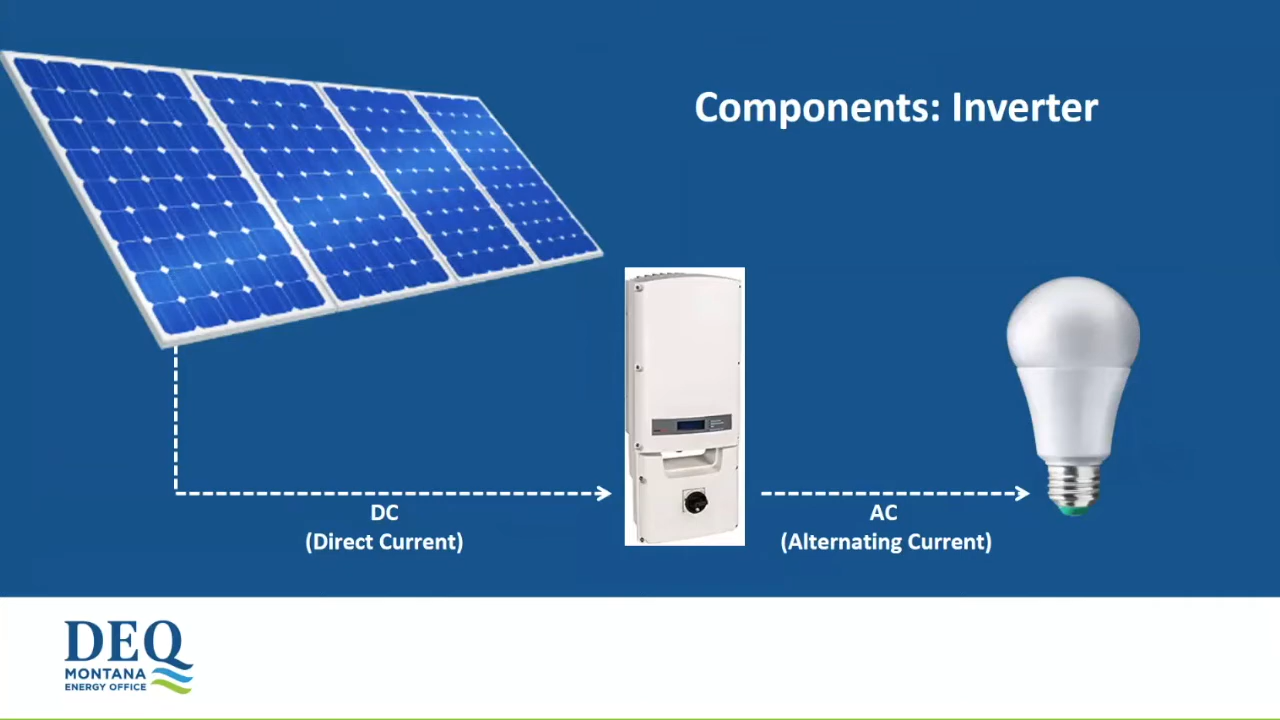 Components: Inverter
DC
(Direct Current)
AC
(Alternating Current)
DEQ
MONTANA
ENERGY OFFICE